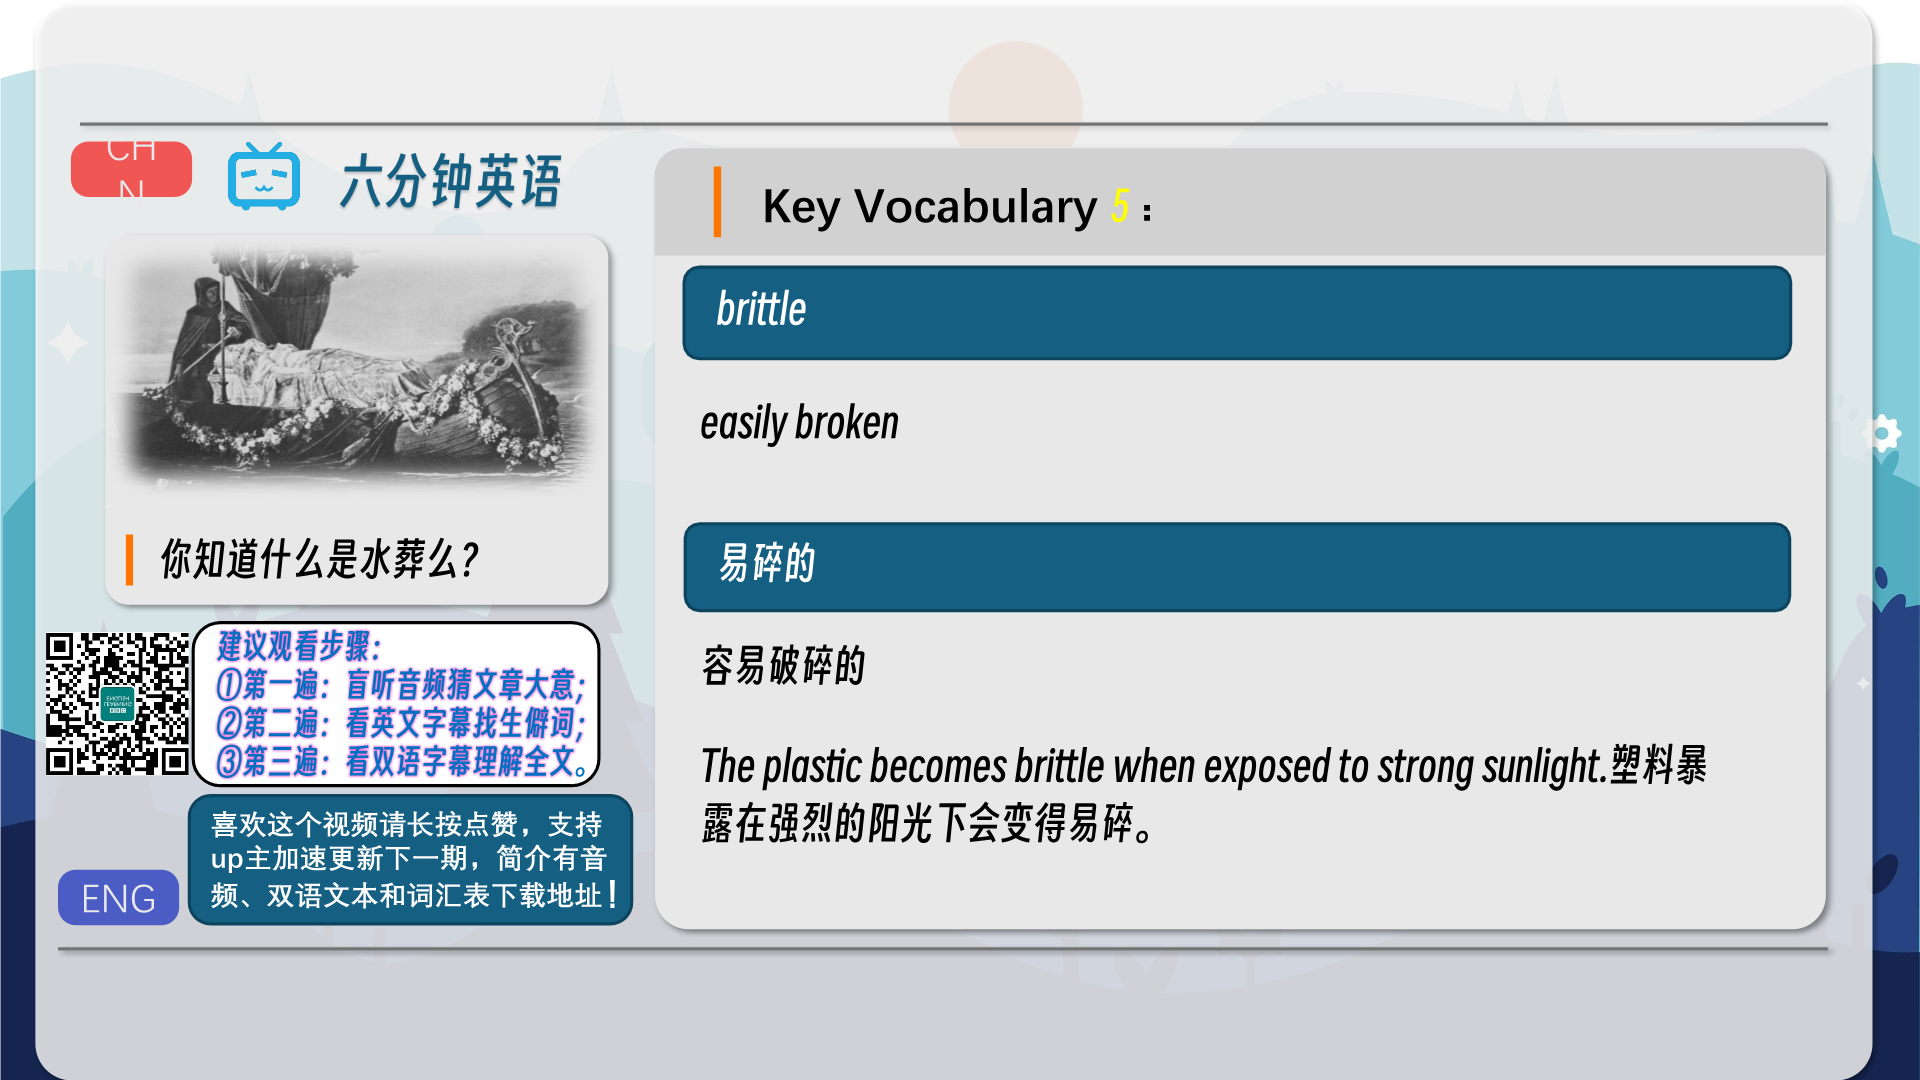 CHN
六分钟英语
你知道什么是水葬么?
建议观看步骤:
①第一遍: 盲听音频猜文章大意;
②第二遍: 看英文字幕找生僻词;
③第三遍: 看双语字幕理解全文。
喜欢这个视频请长按点赞，支持
up主加速更新下一期，简介有音
频、双语文本和词汇表下载地址！
ENG
Key Vocabulary 5：
brittle
easily broken
易碎的
容易破碎的
The plastic becomes brittle when exposed to strong sunlight.塑料暴
露在强烈的阳光下会变得易碎。